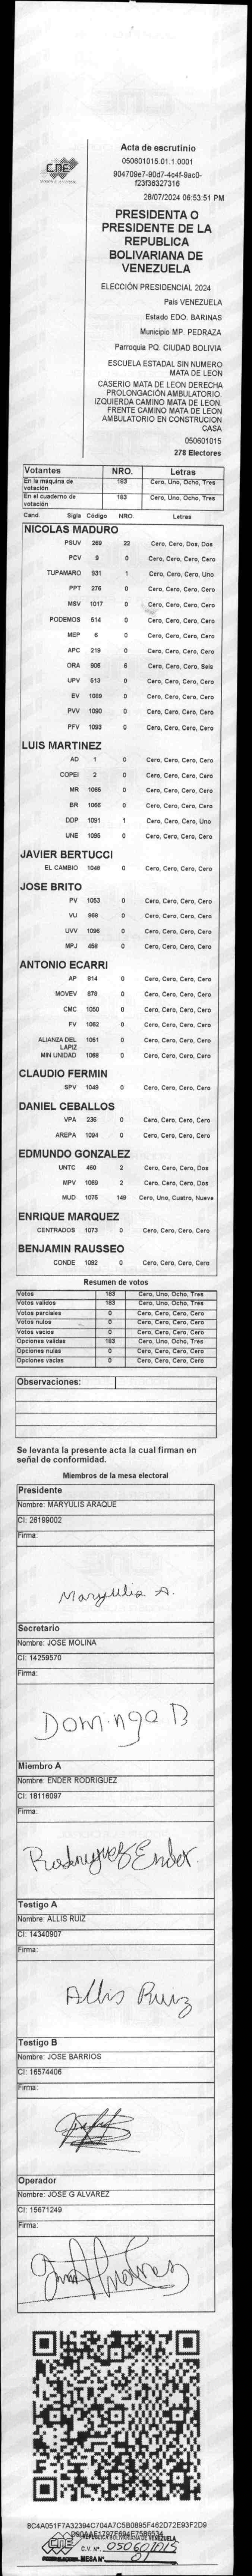 CNE
Acta de escrutinio
050601015.01.1.0001
904709e7-90d7-4c4f-9ac0-
f23f36327316
28/07/2024 06:53:51 PM
PRESIDENTA O
PRESIDENTE DE LA
REPUBLICA
BOLIVARIANA DE
VENEZUELA
ELECCIÓN PRESIDENCIAL 2024
Pais VENEZUELA
Estado EDO. BARINAS
Municipio MP. PEDRAZA
Parroquia PQ. CIUDAD BOLIVIA
ESCUELA ESTADAL SIN NUMERO
MATA DE LEON
CASERIO MATA DE LEON DERECHA
PROLONGACIÓN AMBULATORIO.
IZQUIERDA CAMINO MATA DE LEON.
FRENTE CAMINO MATA DE LEON
AMBULATORIO EN CONSTRUCION
CASA
050601015
278 Electores
Votantes NRO. Letras
En la máquina de votación 183 Cero, Uno, Ocho, Tres
En el cuaderno de votación 183 Cero, Uno, Ocho, Tres
Cand. Sigla Código NRO. Letras
NICOLAS MADURO
PSUV 269 22 Cero, Cero, Dos, Dos
PCV 9 0 Cero, Cero, Cero, Cero
TUPAMARO 931 1 Cero, Cero, Cero, Uno
PPT 276 0 Cero, Cero, Cero, Cero
MSV 1017 0 Cero, Cero, Cero, Cero
PODEMOS 514 0 Cero, Cero, Cero, Cero
MEP 6 0 Cero, Cero, Cero, Cero
APC 219 0 Cero, Cero, Cero, Cero
ORA 906 6 Cero, Cero, Cero, Seis
UPV 613 0 Cero, Cero, Cero, Cero
EV 1089 0 Cero, Cero, Cero, Cero
PVV 1090 0 Cero, Cero, Cero, Cero
PFV 1093 0 Cero, Cero, Cero, Cero
LUIS MARTINEZ
AD 1 0 Cero, Cero, Cero, Cero
COPEI 2 0 Cero, Cero, Cero, Cero
MR 1065 0 Cero, Cero, Cero, Cero
BR 1066 0 Cero, Cero, Cero, Cero
DDP 1091 1 Cero, Cero, Cero, Uno
UNE 1095 0 Cero, Cero, Cero, Cero
JAVIER BERTUCCI
EL CAMBIO 1048 0 Cero, Cero, Cero, Cero
JOSE BRITO
PV 1053 0 Cero, Cero, Cero, Cero
VU 868 0 Cero, Cero, Cero, Cero
UVV 1096 0 Cero, Cero, Cero, Cero
MPJ 458 0 Cero, Cero, Cero, Cero
ANTONIO ECARRI
AP 814 0 Cero, Cero, Cero, Cero
MOVEV 878 0 Cero, Cero, Cero, Cero
CMC 1050 0 Cero, Cero, Cero, Cero
FV 1062 0 Cero, Cero, Cero, Cero
ALIANZA DEL LAPIZ 1051 0 Cero, Cero, Cero, Cero
MIN UNIDAD 1068 0 Cero, Cero, Cero, Cero
CLAUDIO FERMIN
SPV 1049 0 Cero, Cero, Cero, Cero
DANIEL CEBALLOS
VPA 236 0 Cero, Cero, Cero, Cero
AREPA 1094 0 Cero, Cero, Cero, Cero
EDMUNDO GONZALEZ
UNTC 460 2 Cero, Cero, Cero, Dos
MPV 1069 2 Cero, Cero, Cero, Dos
MUD 1075 149 Cero, Uno, Cuatro, Nueve
ENRIQUE MARQUEZ
CENTRADOS 1073 0 Cero, Cero, Cero, Cero
BENJAMIN RAUSSEO
CONDE 1092 0 Cero, Cero, Cero, Cero
Resumen de votos
Votos 183 Cero, Uno, Ocho, Tres
Votos validos 183 Cero, Uno, Ocho, Tres
Votos parciales 0 Cero, Cero, Cero, Cero
Votos nulos 0 Cero, Cero, Cero, Cero
Votos vacios 0 Cero, Cero, Cero, Cero
Opciones validas 183 Cero, Uno, Ocho, Tres
Opciones nulas 0 Cero, Cero, Cero, Cero
Opciones vacias 0 Cero, Cero, Cero, Cero
Observaciones:
Se levanta la presente acta la cual firman en
señal de conformidad.
Miembros de la mesa electoral
Presidente
Nombre: MARYULIS ARAQUE
CI: 26199002
Firma:
Maryulis A.
Secretario
Nombre: JOSE MOLINA
CI: 14259570
Firma:
Domingo B
Miembro A
Nombre: ENDER RODRIGUEZ
CI: 18116097
Firma:
Rodriguez Ender.
Testigo A
Nombre: ALLIS RUIZ
CI: 14340907
Firma:
Allis Ruiz
Testigo B
Nombre: JOSE BARRIOS
CI: 16574406
Firma:
Operador
Nombre: JOSE G ALVAREZ
CI: 15671249
Firma:
BC4A051F7A32394C704A7C5B0895F462D72E93F2D9
CNE
REPUBLICA BOLIVARIANA DE VENEZUELA
C.V. Nº. 050601015
MESA Nº 01